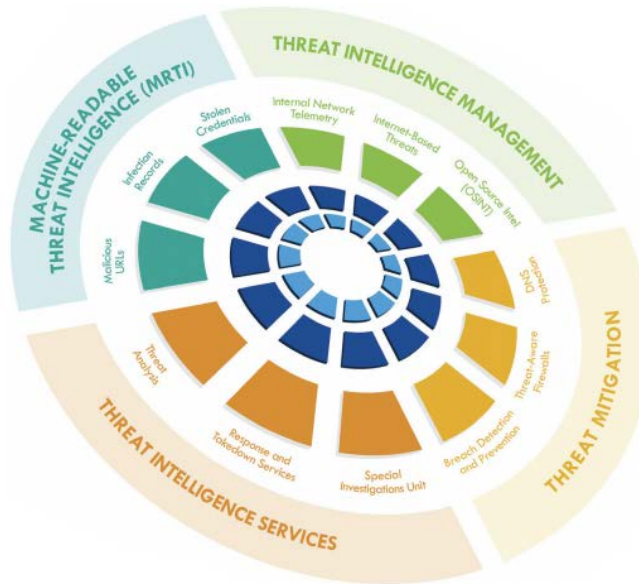 MACHINE-READABLE
THREAT INTELLIGENCE (MRTI)
Stolen
Credentials
Infection
Records
Malicious
URLs
THREAT INTELLIGENCE MANAGEMENT
Internal Network
Telemetry
Internet-Based
Threats
Open Source Intel
(OSINT)
THREAT MITIGATION
DNS
Protection
Threat-Aware
Firewalls
Breach Detection
and Prevention
THREAT INTELLIGENCE SERVICES
Threat
Analysis
Response and
Takedown Services
Special
Investigations Unit